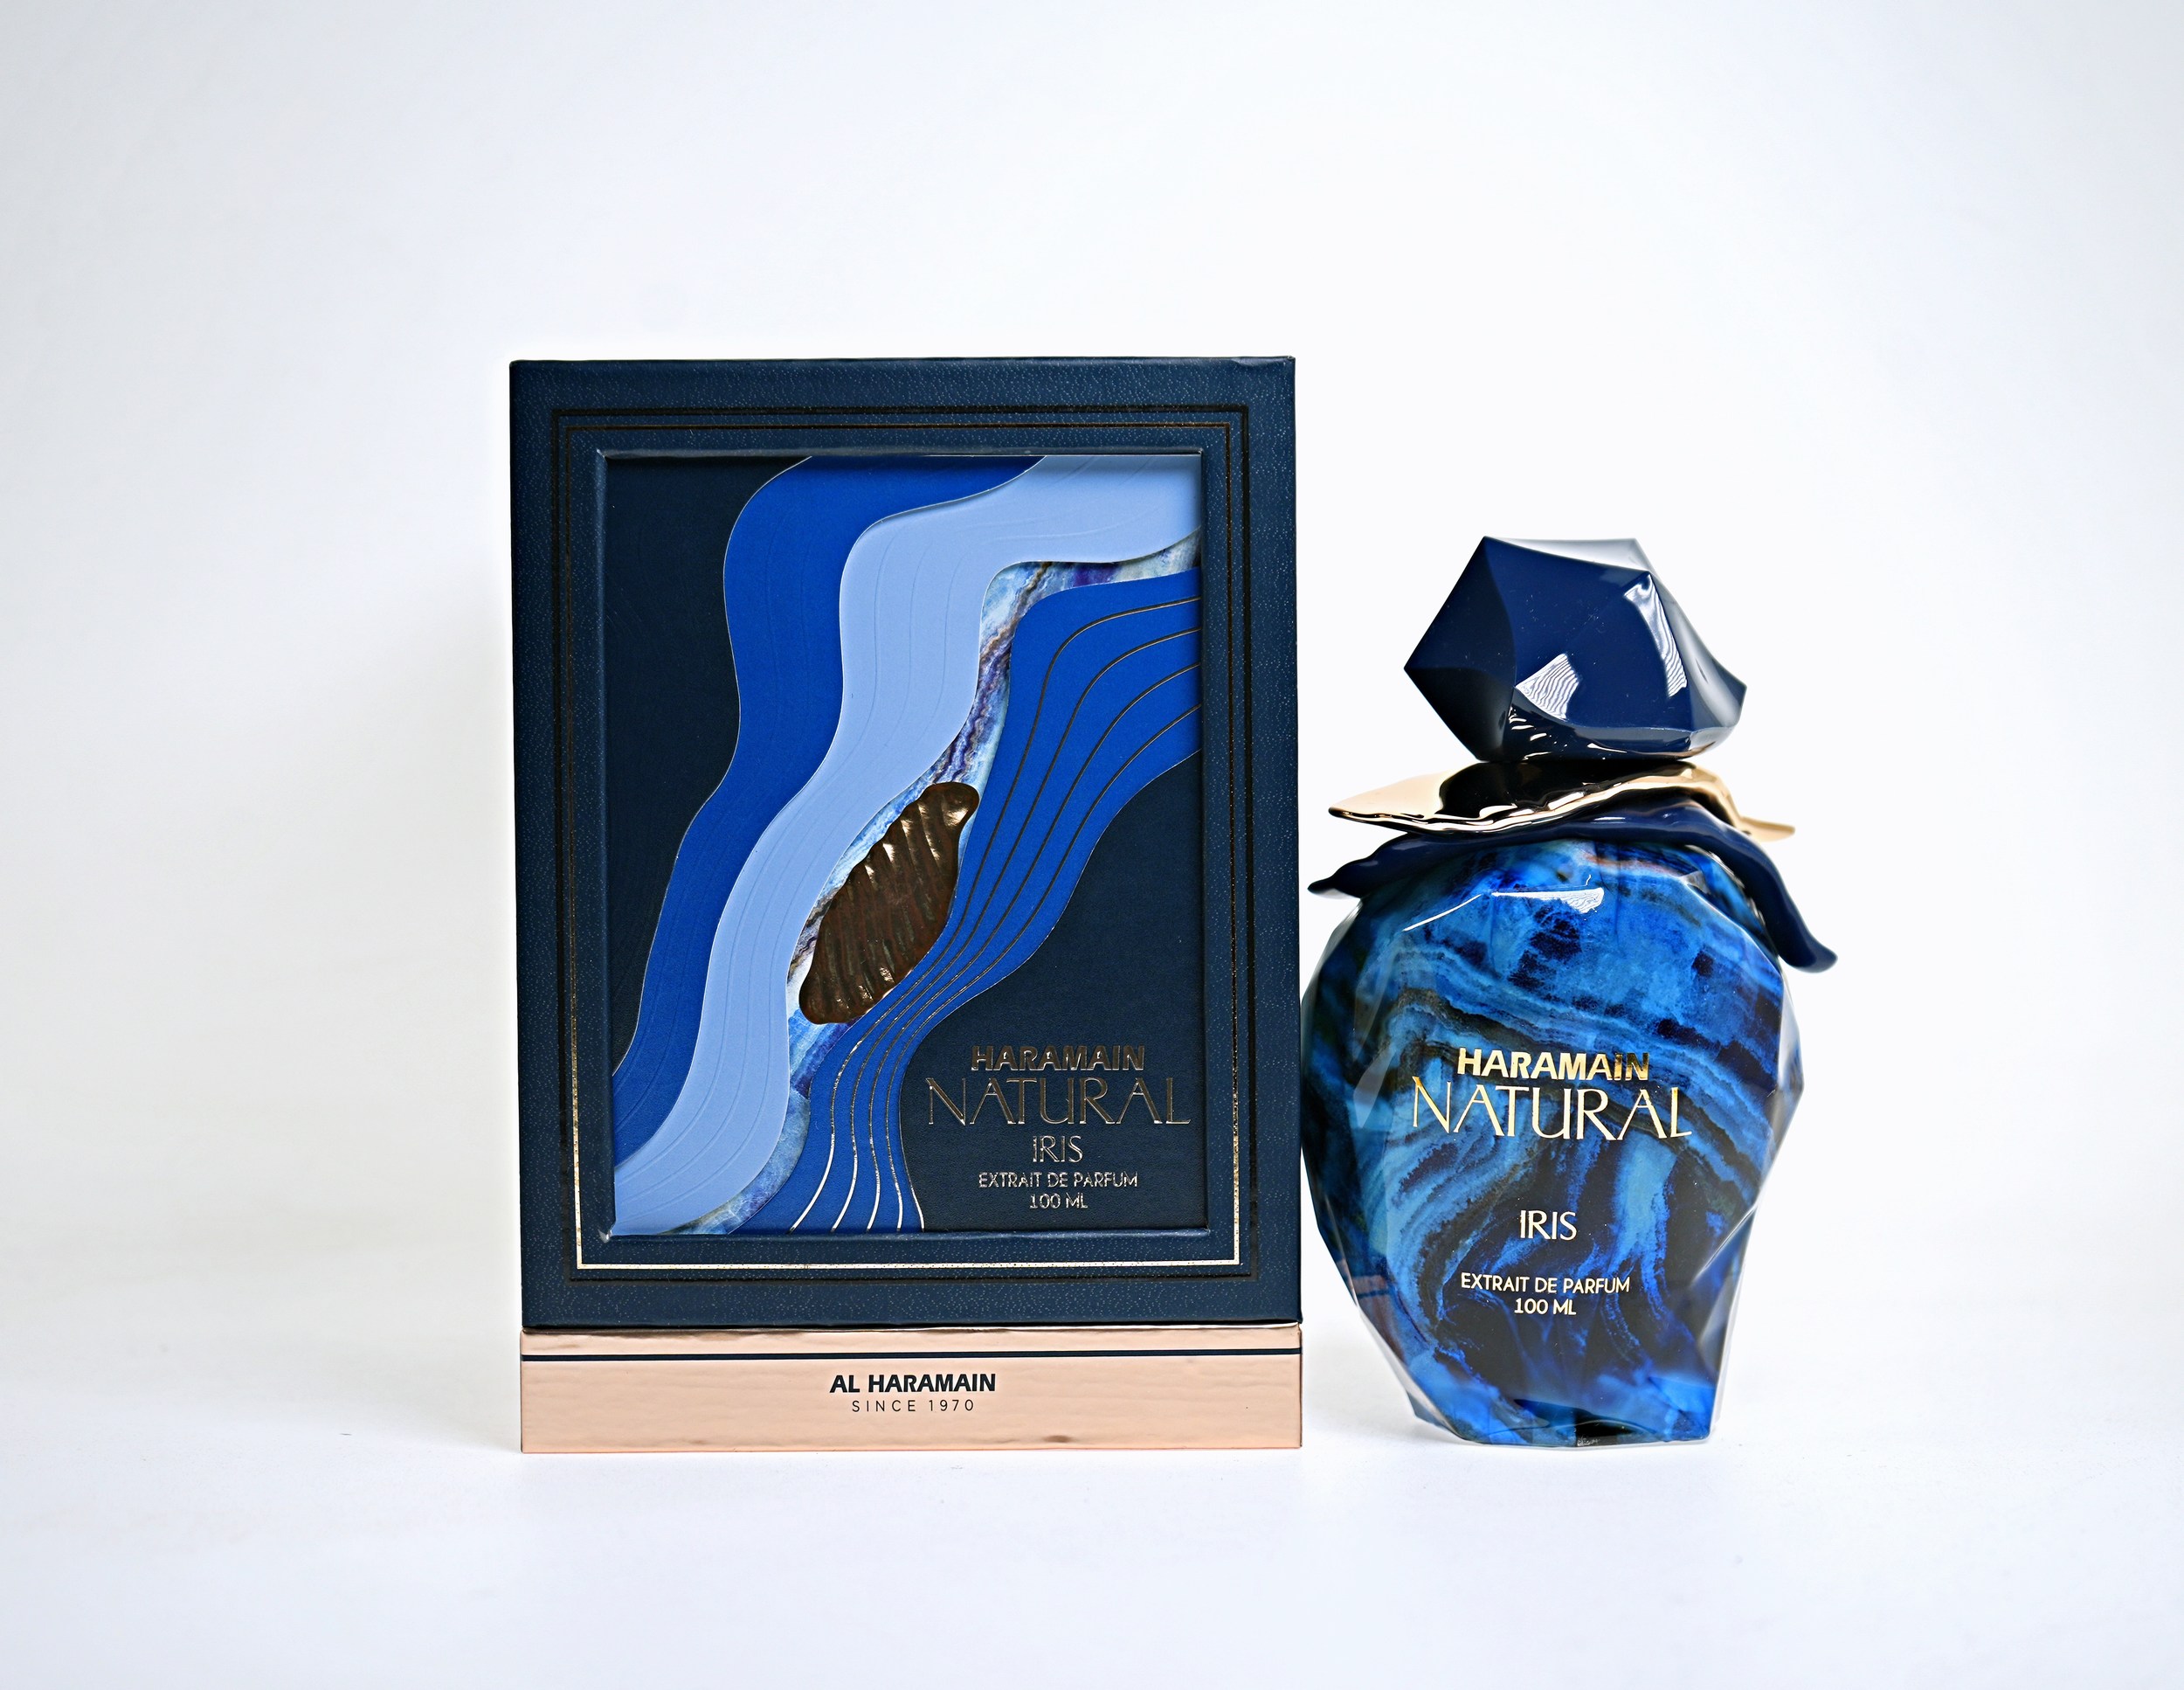 HARAMAIN
NATURAL
IRIS
EXTRAIT DE PARFUM
100 ML
AL HARAMAIN
SINCE 1970
HARAMAIN
NATURAL
IRIS
EXTRAIT DE PARFUM
100 ML